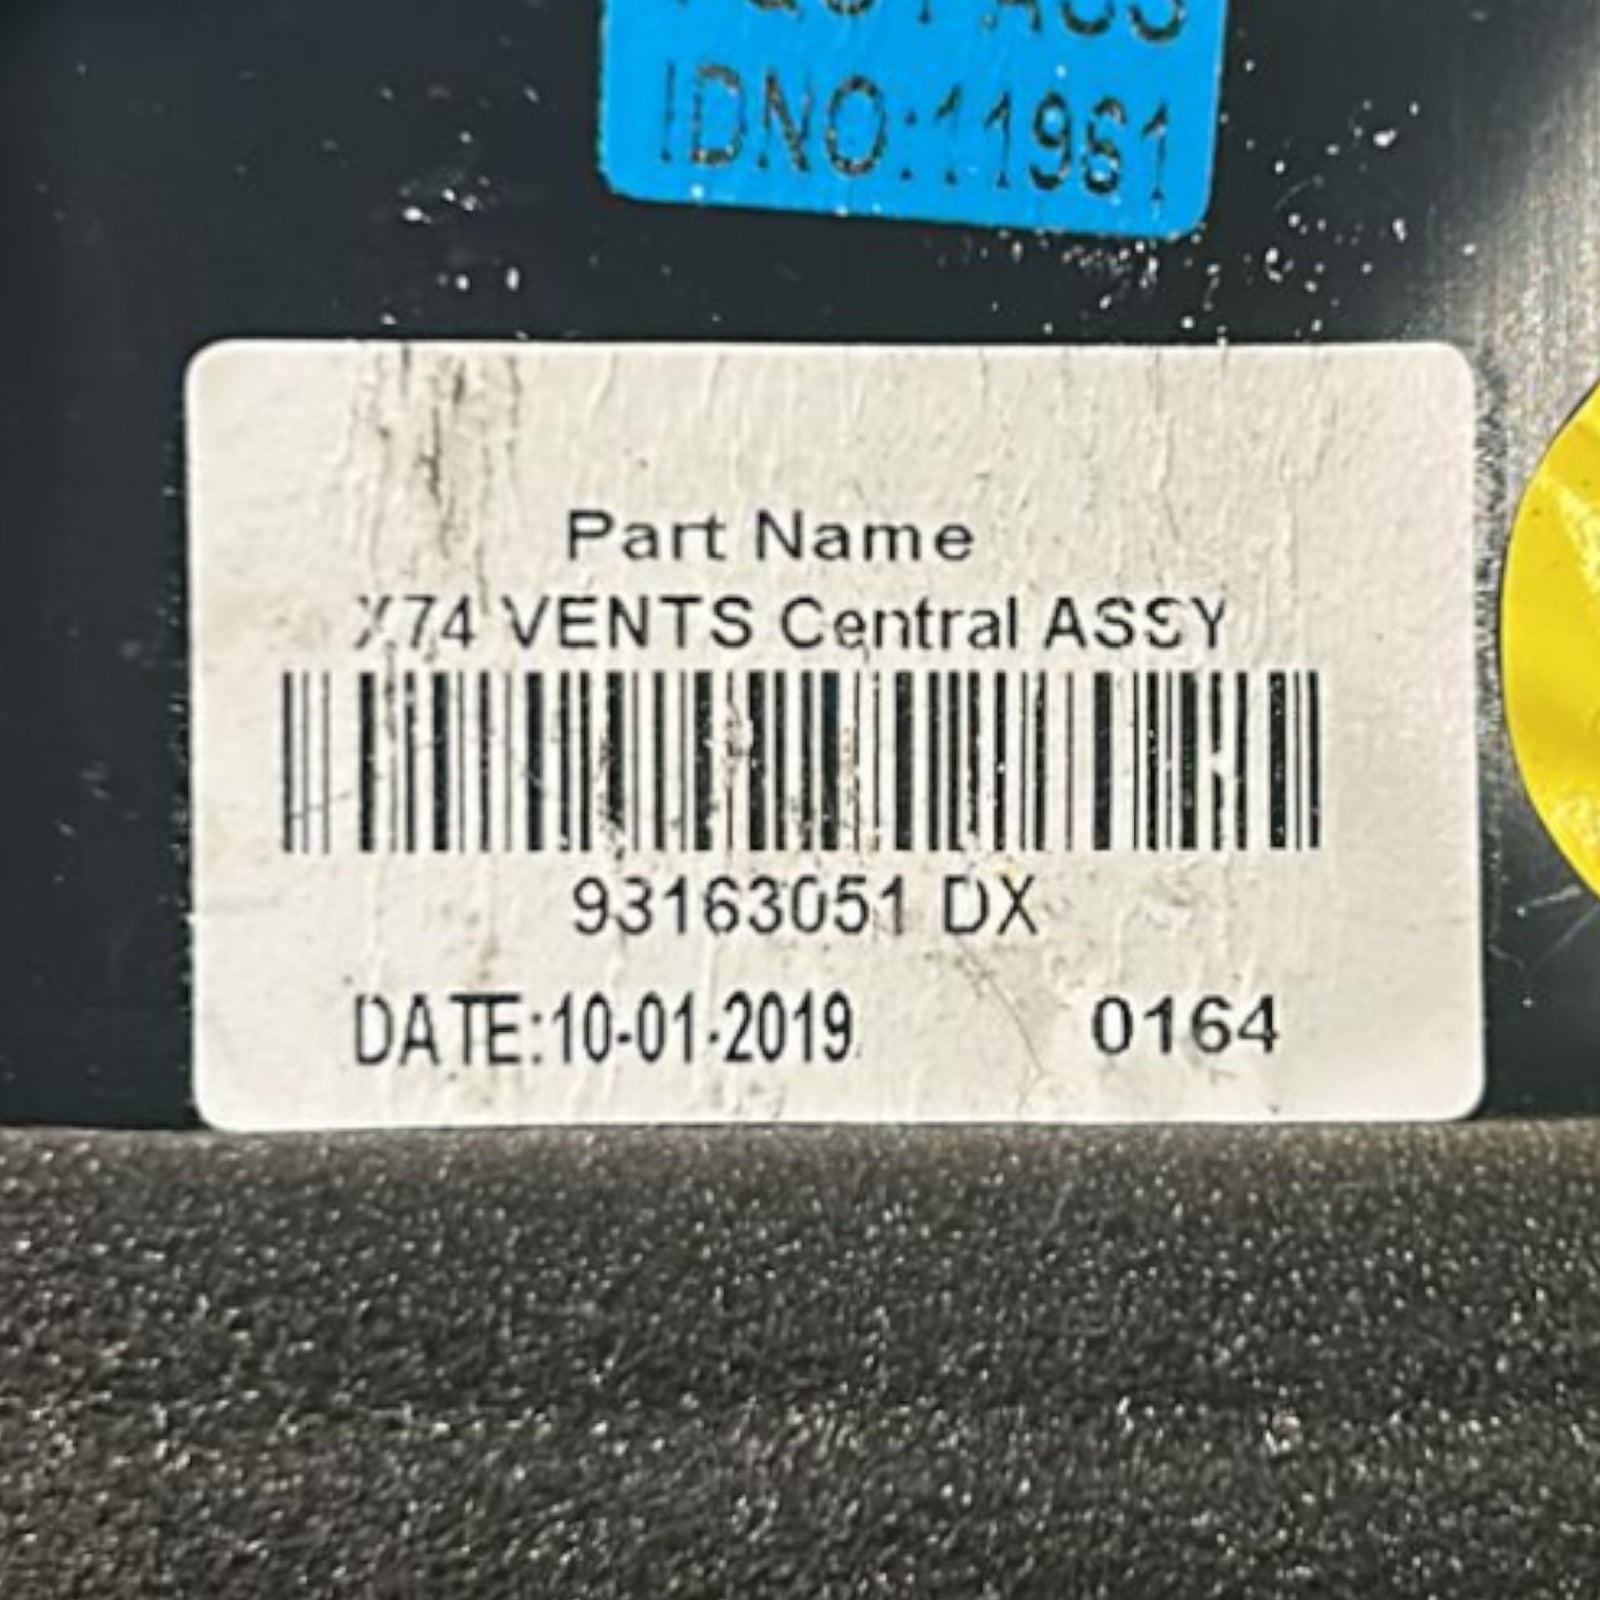 IDNO:11961
Part Name
X74 VENTS Central ASSY
93163051 DX
DATE:10-01-2019
0164